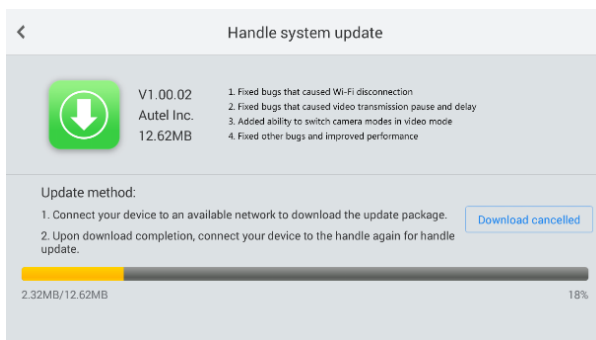 Handle system update
V1.00.02
Autel Inc.
12.62MB
1. Fixed bugs that caused Wi-Fi disconnection
2. Fixed bugs that caused video transmission pause and delay
3. Added ability to switch camera modes in video mode
4. Fixed other bugs and improved performance
Update method:
1. Connect your device to an available network to download the update package.
2. Upon download completion, connect your device to the handle again for handle
update.
Download cancelled
2.32MB/12.62MB
18%